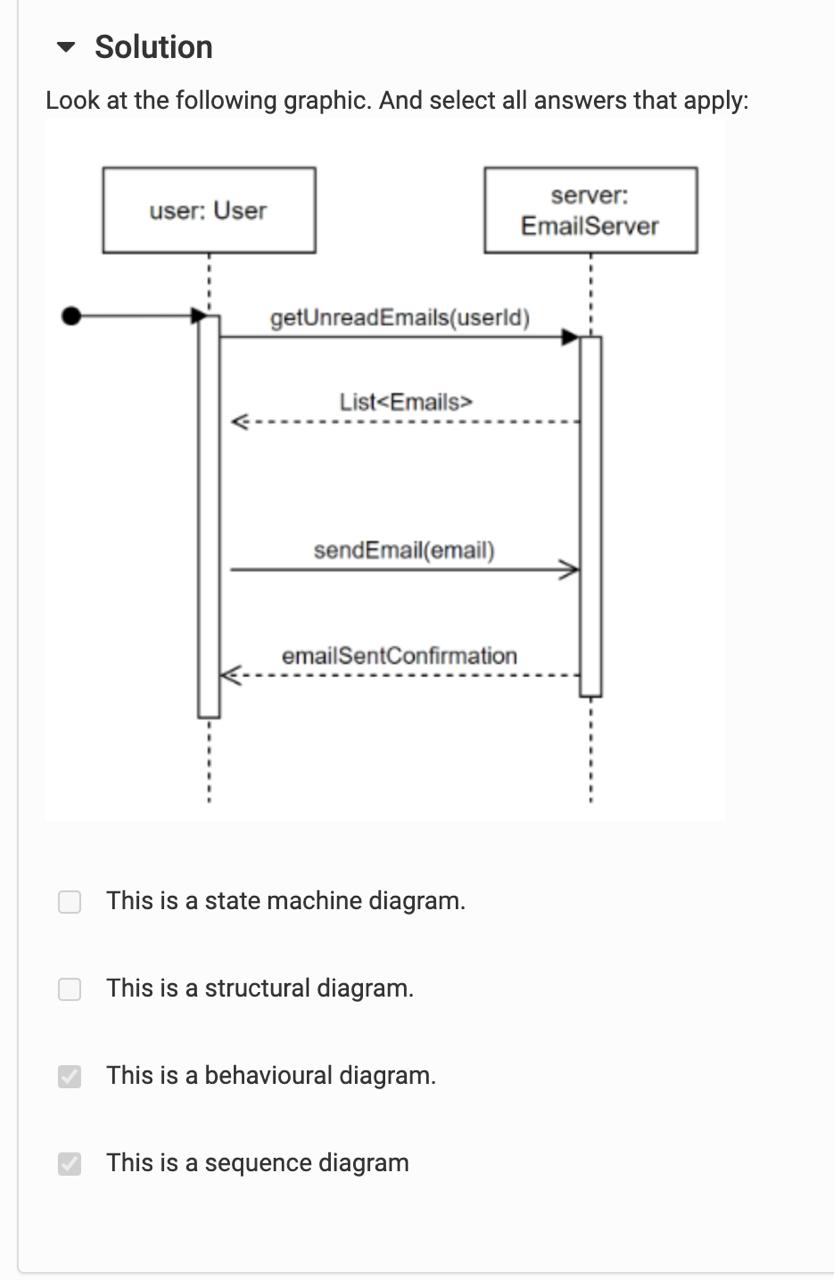 Solution
Look at the following graphic. And select all answers that apply:
user: User
server:
EmailServer
getUnreadEmails(userId)
List<Emails>
sendEmail(email)
emailSentConfirmation
This is a state machine diagram.
This is a structural diagram.
This is a behavioural diagram.
This is a sequence diagram